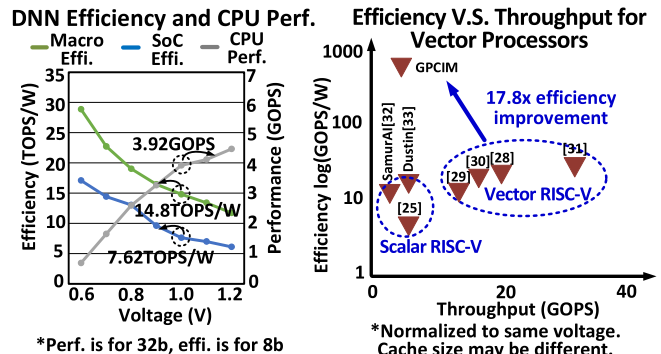 DNN Efficiency and CPU Perf.
Macro Effi.
SoC Effi.
CPU Perf.
Efficiency (TOPS/W)
35
30
25
20
15
10
5
0
7
6
5
4
3
2
1
0
Performance (GOPS)
3.92GOPS
14.8TOPS/W
7.62TOPS/W
0.6 0.8 1.0 1.2
Voltage (V)
*Perf. is for 32b, effi. is for 8b
Efficiency V.S. Throughput for
Vector Processors
Efficiency log(GOPS/W)
1000
100
10
1
GPCIM
17.8x efficiency
improvement
SamurAI[32]
Dustin[33]
[25]
[29]
[30]
[28]
[31]
Vector RISC-V
Scalar RISC-V
0 20 40
Throughput (GOPS)
*Normalized to same voltage.
Cache size may be different.